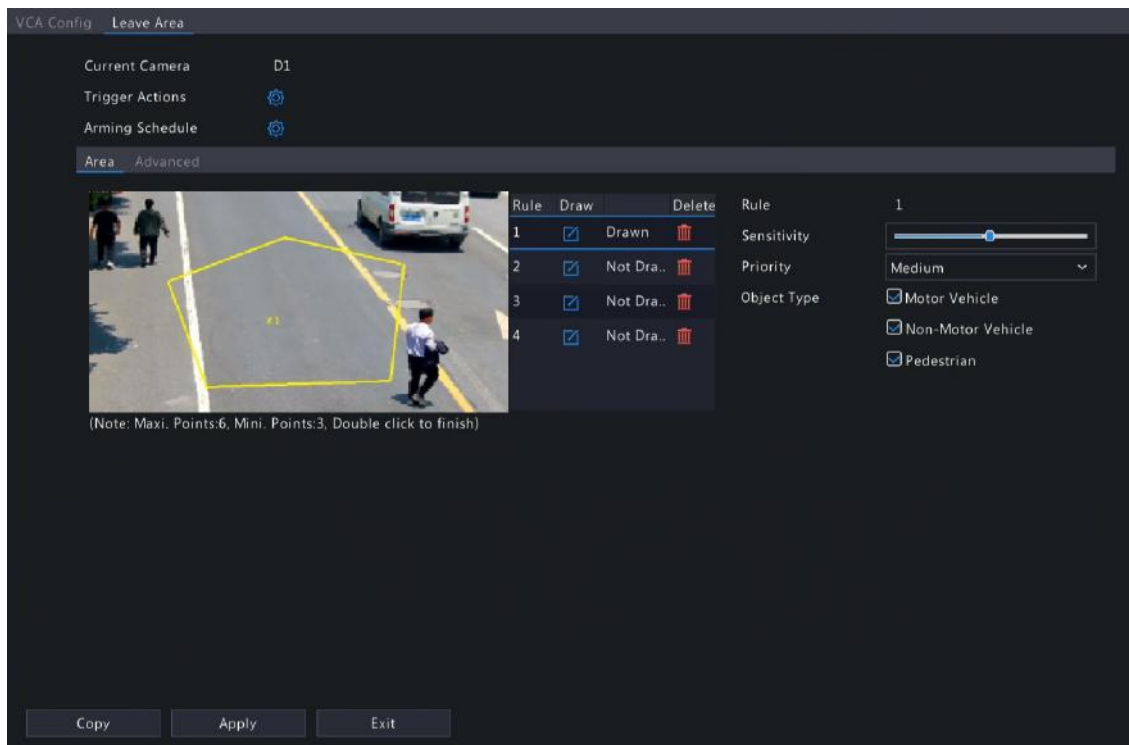 VCA Config Leave Area
Current Camera D1
Trigger Actions
Arming Schedule
Area Advanced
Rule Draw Delete
1 Drawn
2 Not Dra..
3 Not Dra..
4 Not Dra..
Rule 1
Sensitivity
Priority Medium
Object Type Motor Vehicle
Non-Motor Vehicle
Pedestrian
(Note: Maxi. Points:6, Mini. Points:3, Double click to finish)
Copy Apply Exit